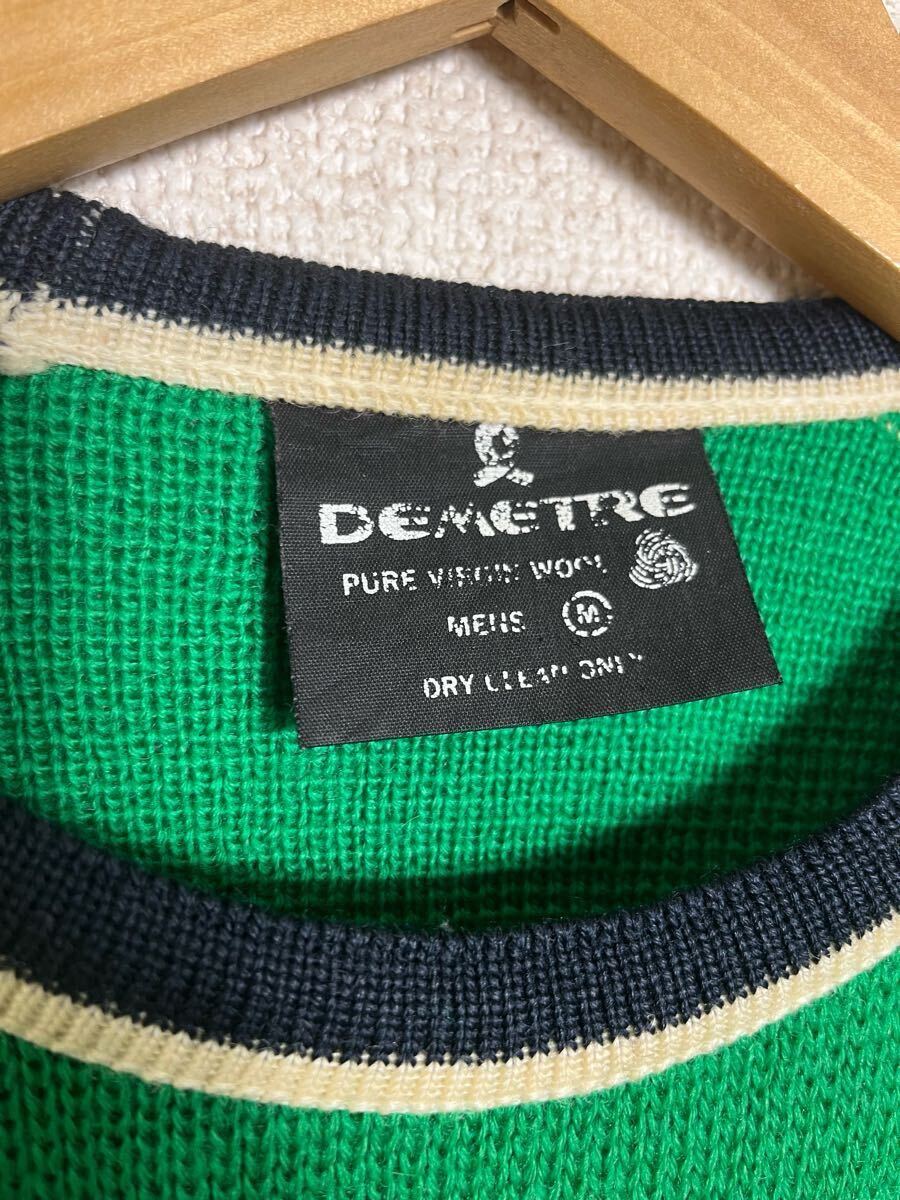 DEMETRE
PURE VIRGIN WOOL
MENS M
DRY CLEAN ONLY